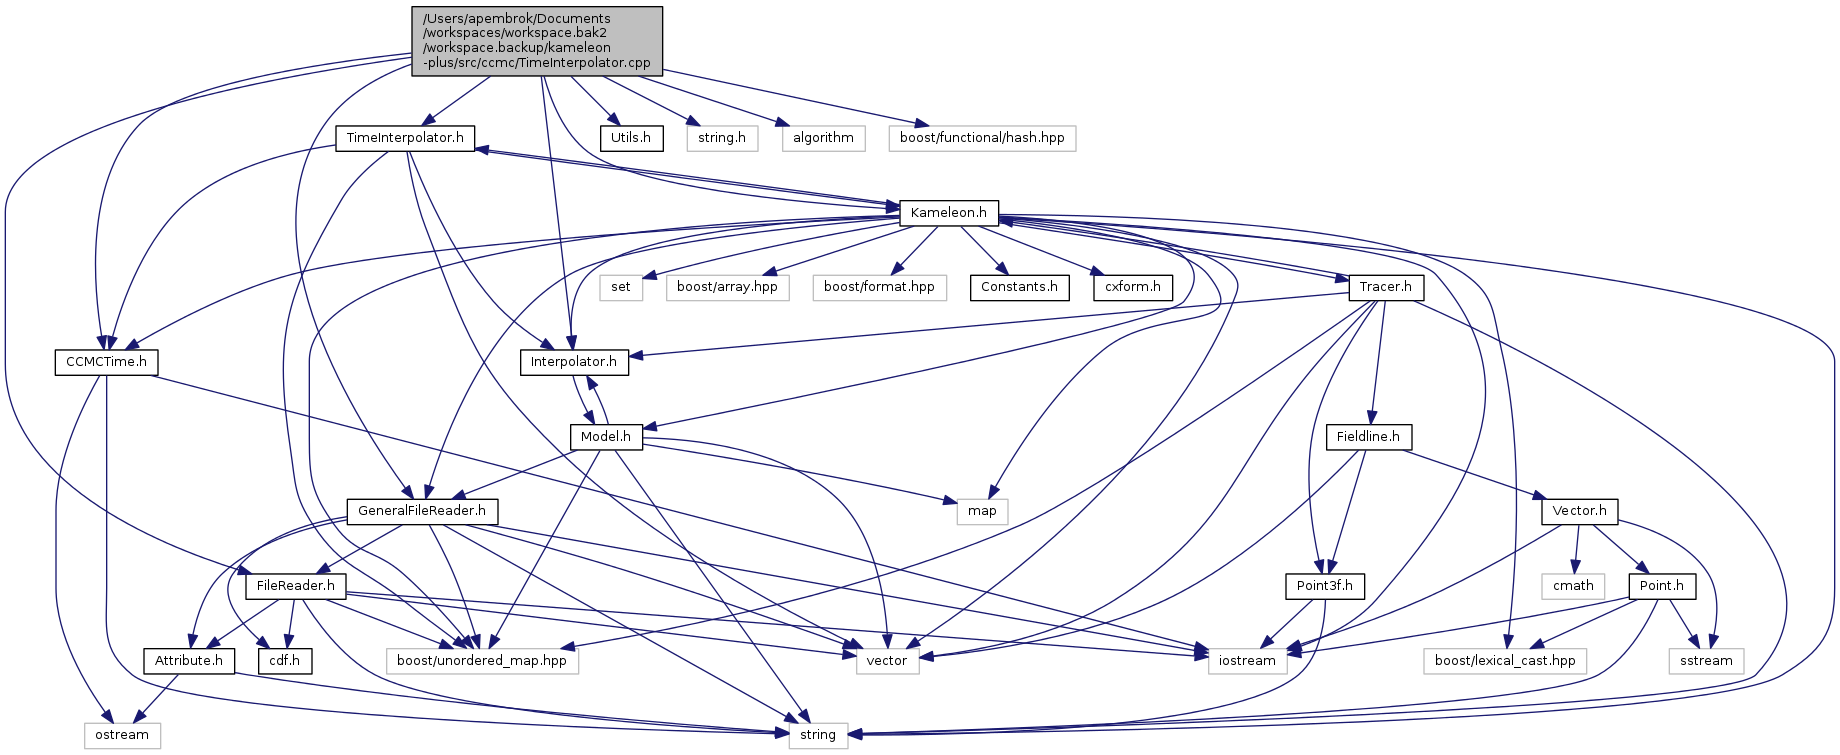 /Users/apembrok/Documents
/workspaces/workspace.bak2
/workspace.backup/kameleon
-plus/src/ccmc/TimeInterpolator.cpp
TimeInterpolator.h
Utils.h
string.h
algorithm
boost/functional/hash.hpp
Kameleon.h
set
boost/array.hpp
boost/format.hpp
Constants.h
cxform.h
Tracer.h
CCMCTime.h
Interpolator.h
Model.h
Fieldline.h
GeneralFileReader.h
map
Vector.h
FileReader.h
Point3f.h
cmath
Point.h
Attribute.h
cdf.h
boost/unordered_map.hpp
vector
iostream
boost/lexical_cast.hpp
sstream
ostream
string